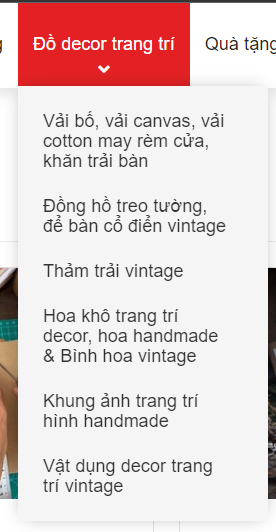 Đồ decor trang trí
Quà tặng
Vải bố, vải canvas, vải
cotton may rèm cửa,
khăn trải bàn
Đồng hồ treo tường,
để bàn cổ điển vintage
Thảm trải vintage
Hoa khô trang trí
decor, hoa handmade
& Bình hoa vintage
Khung ảnh trang trí
hình handmade
Vật dụng decor trang
trí vintage